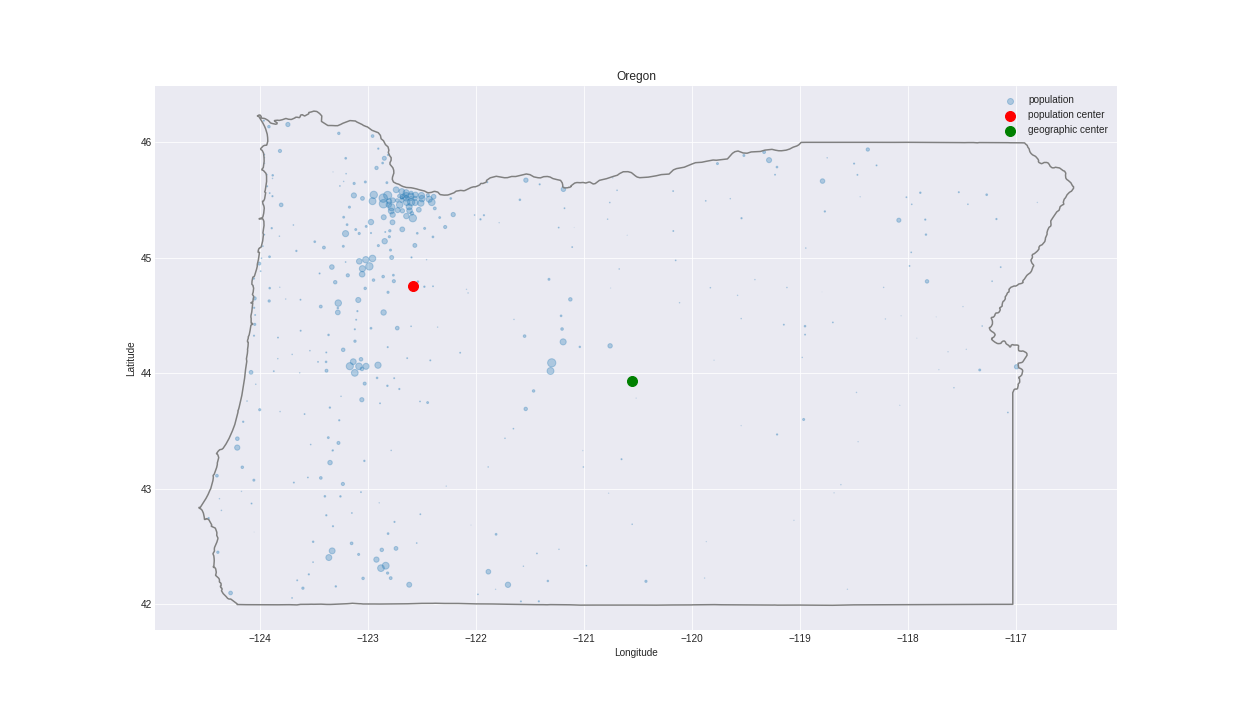 Oregon
population
population center
geographic center
46
45
44
43
42
Latitude
−124
−123
−122
−121
−120
−119
−118
−117
Longitude